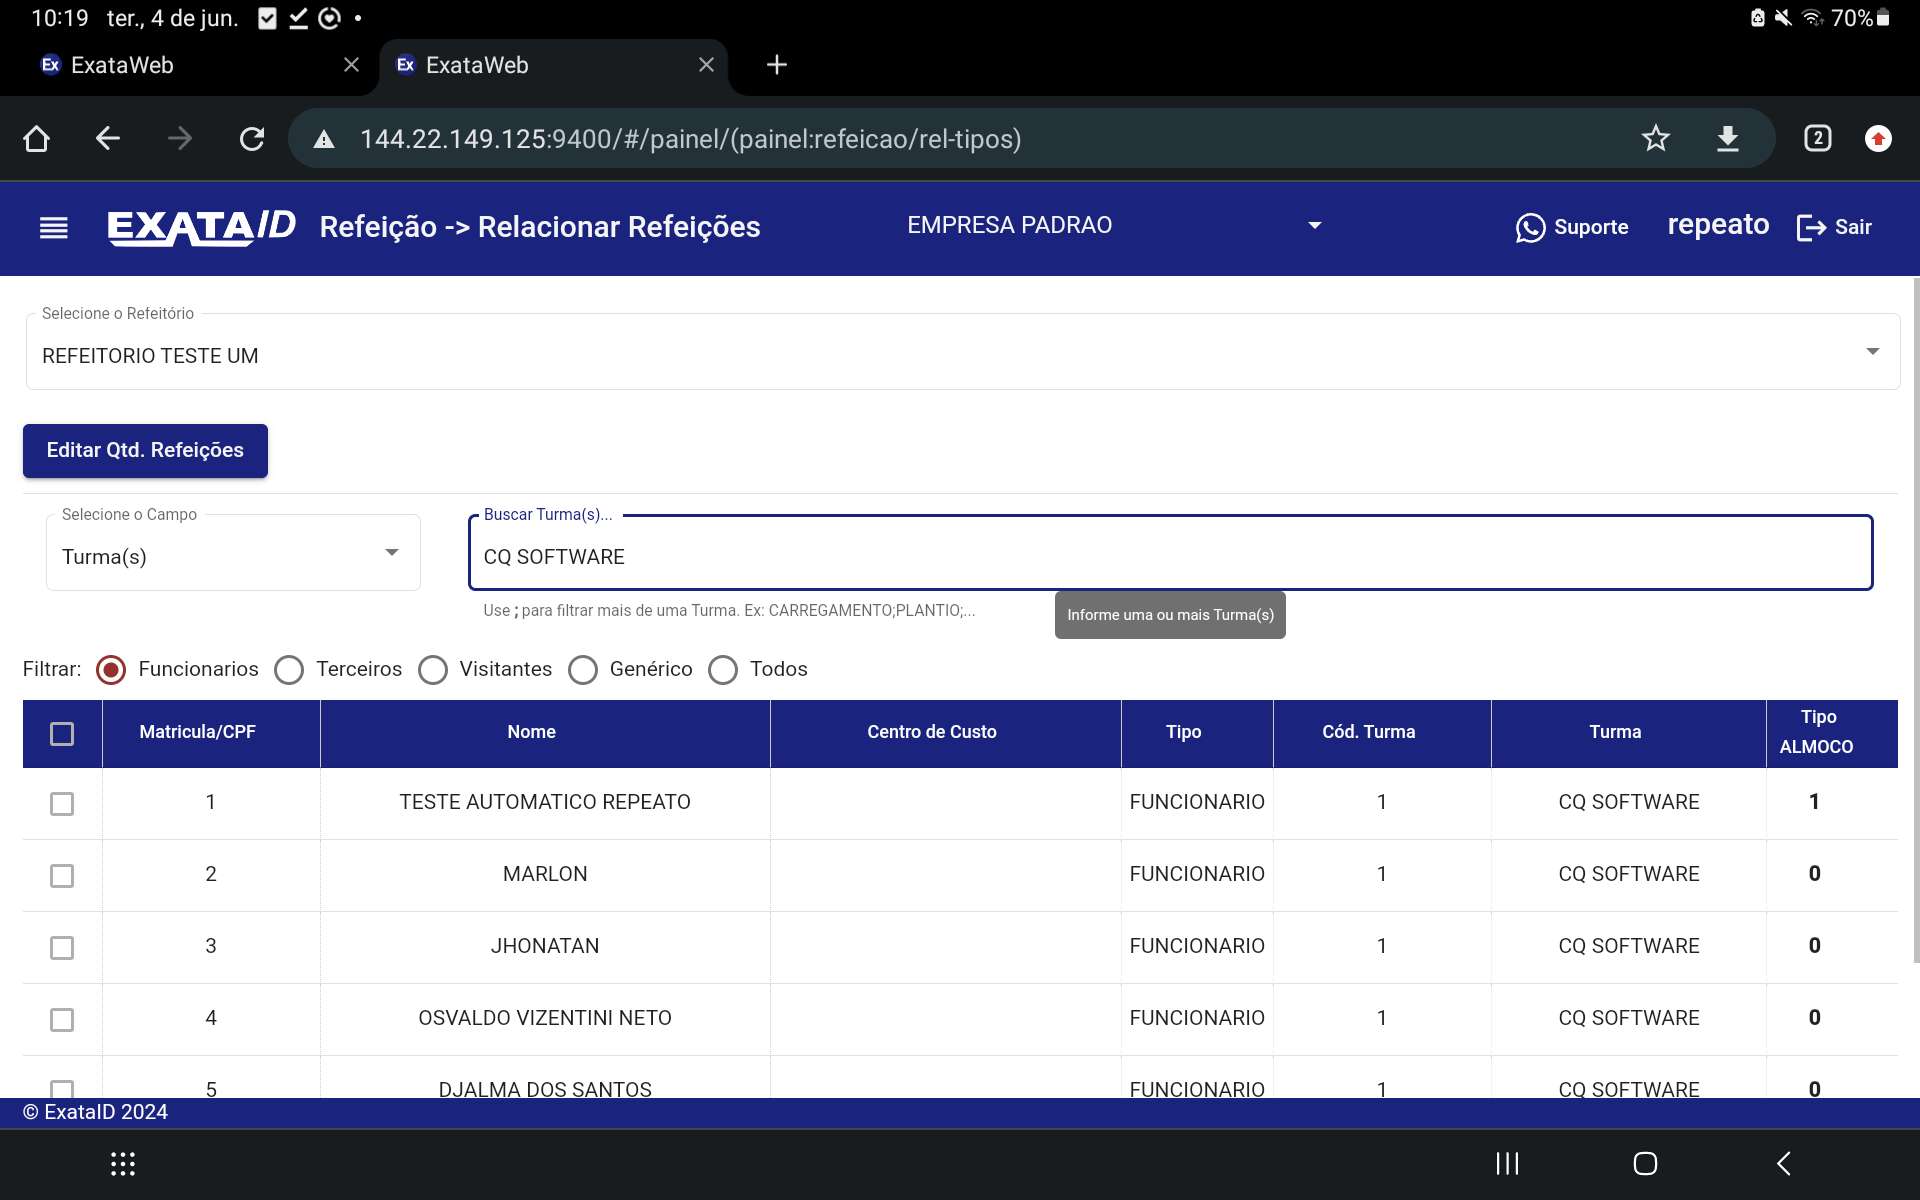 10:19 ter., 4 de jun. 70%
Ex ExataWeb Ex ExataWeb
144.22.149.125:9400/#/painel/(painel:refeicao/rel-tipos) 2
EXATA ID Refeição -> Relacionar Refeições EMPRESA PADRAO Suporte repeato Sair
Selecione o Refeitório
REFEITORIO TESTE UM
Editar Qtd. Refeições
Selecione o Campo Buscar Turma(s)...
Turma(s) CQ SOFTWARE
Use ; para filtrar mais de uma Turma. Ex: CARREGAMENTO;PLANTIO;... Informe uma ou mais Turma(s)
Filtrar: Funcionarios Terceiros Visitantes Genérico Todos
Matricula/CPF Nome Centro de Custo Tipo Cód. Turma Turma Tipo ALMOCO
1 TESTE AUTOMATICO REPEATO FUNCIONARIO 1 CQ SOFTWARE 1
2 MARLON FUNCIONARIO 1 CQ SOFTWARE 0
3 JHONATAN FUNCIONARIO 1 CQ SOFTWARE 0
4 OSVALDO VIZENTINI NETO FUNCIONARIO 1 CQ SOFTWARE 0
5 DJALMA DOS SANTOS FUNCIONARIO 1 CQ SOFTWARE 0
© ExataID 2024